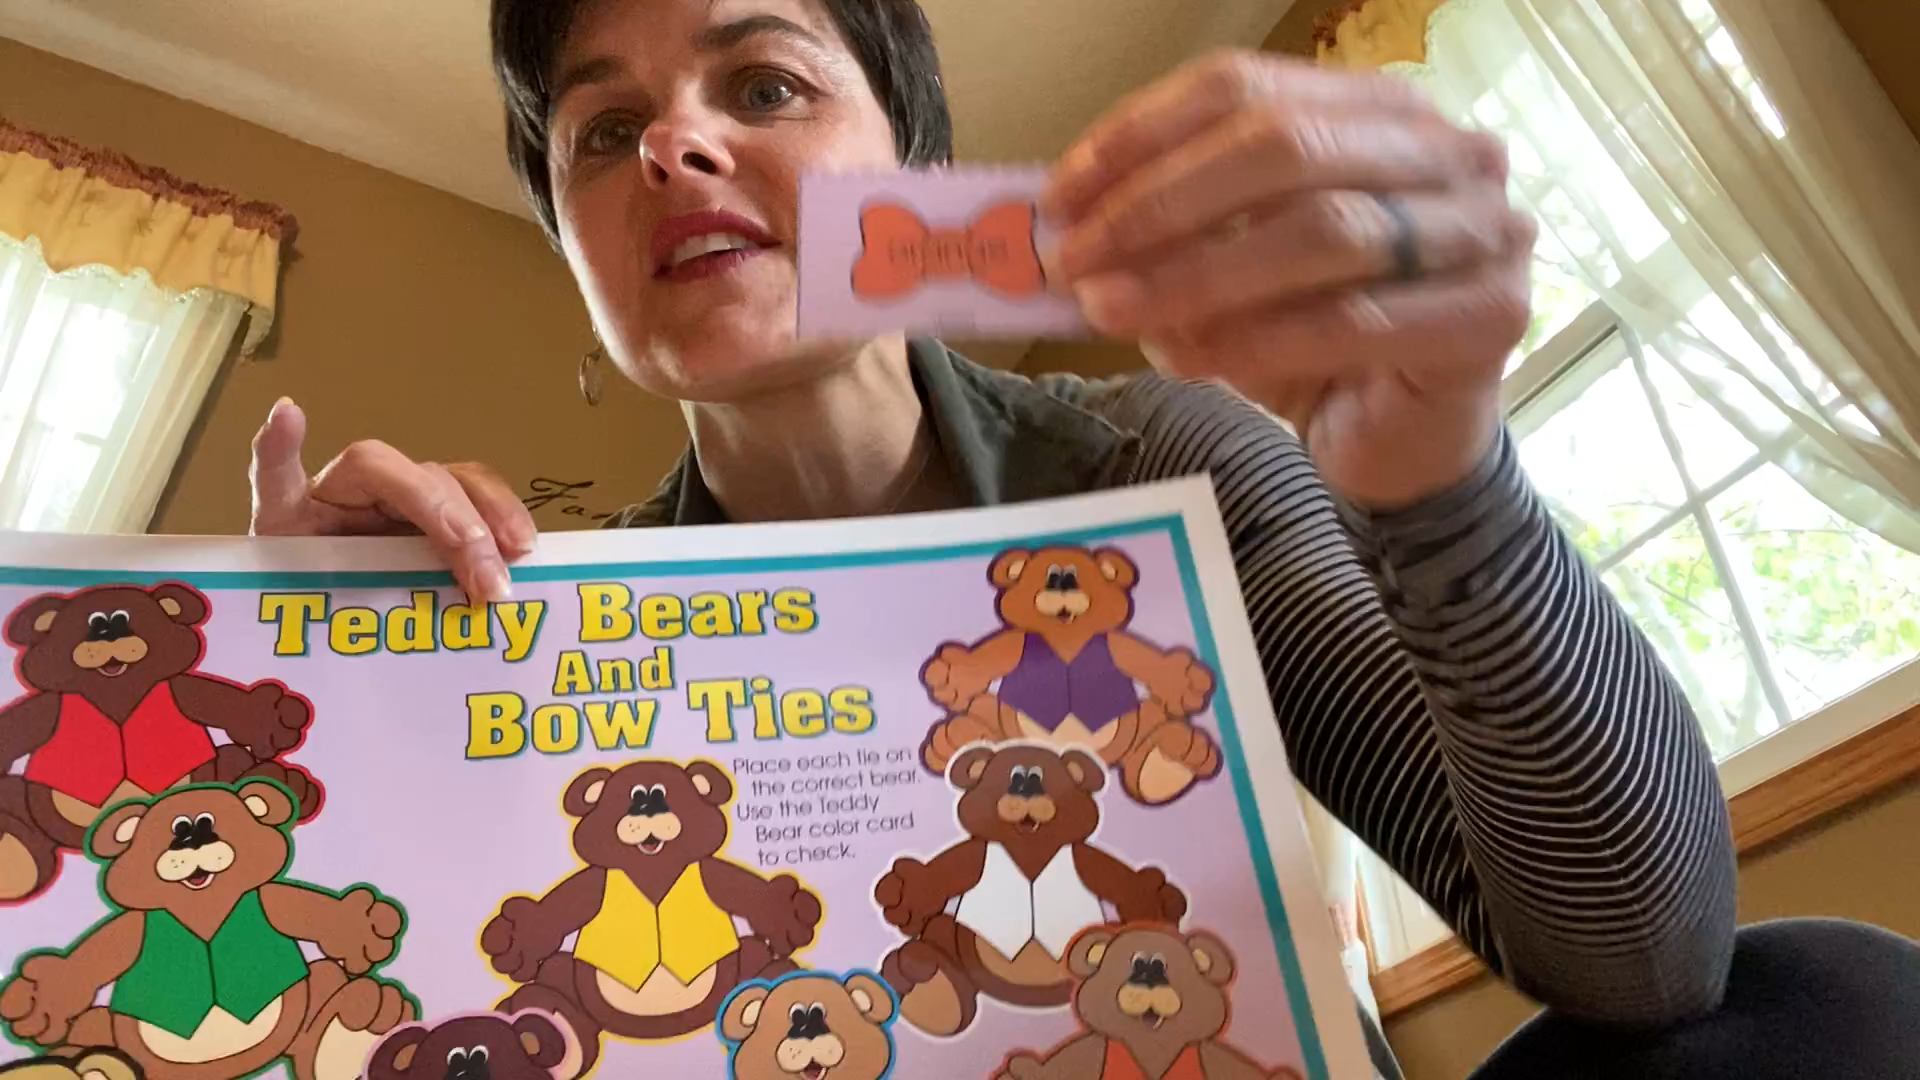 Teddy Bears
And
Bow Ties
Place each tie on
the correct bear.
Use the Teddy
Bear color card
to check.